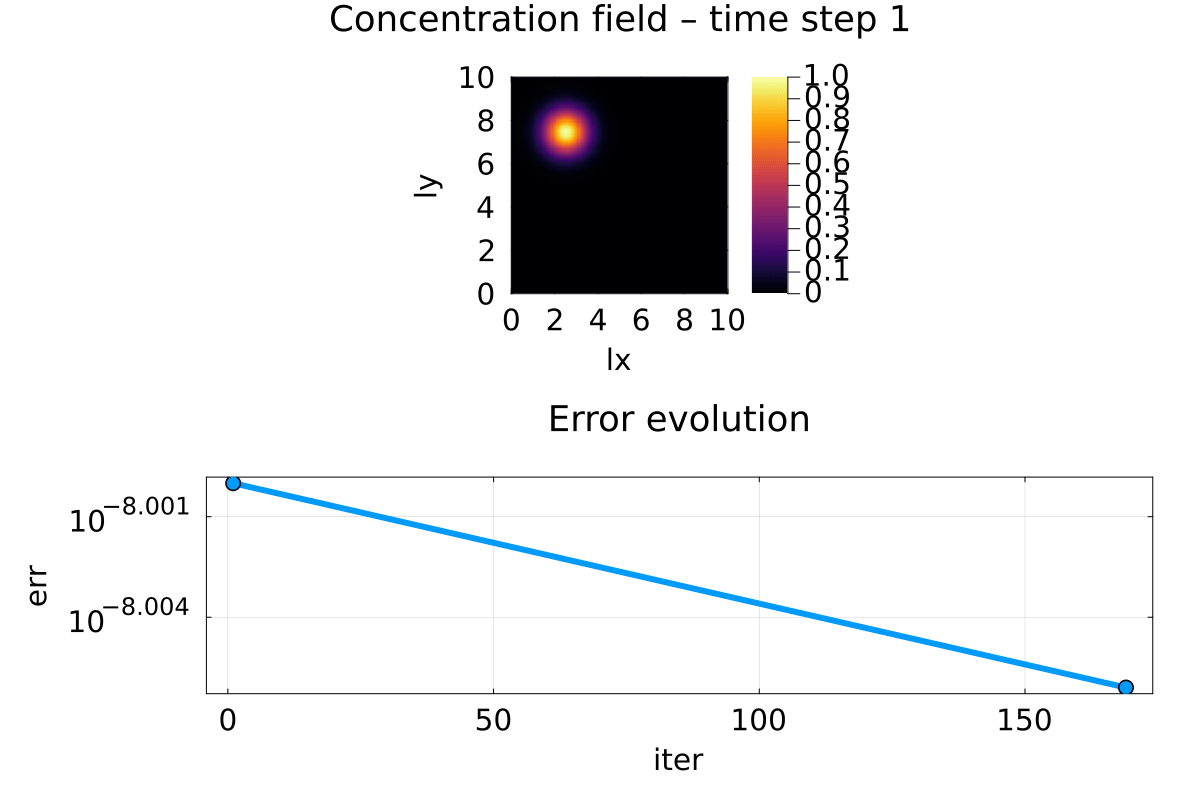 Concentration field – time step 1
10
8
6
4
2
0
ly
0 2 4 6 8 10
lx
1.0
0.9
0.8
0.7
0.6
0.5
0.4
0.3
0.2
0.1
0
Error evolution
10^−8.001
10^−8.004
err
0 50 100 150
iter